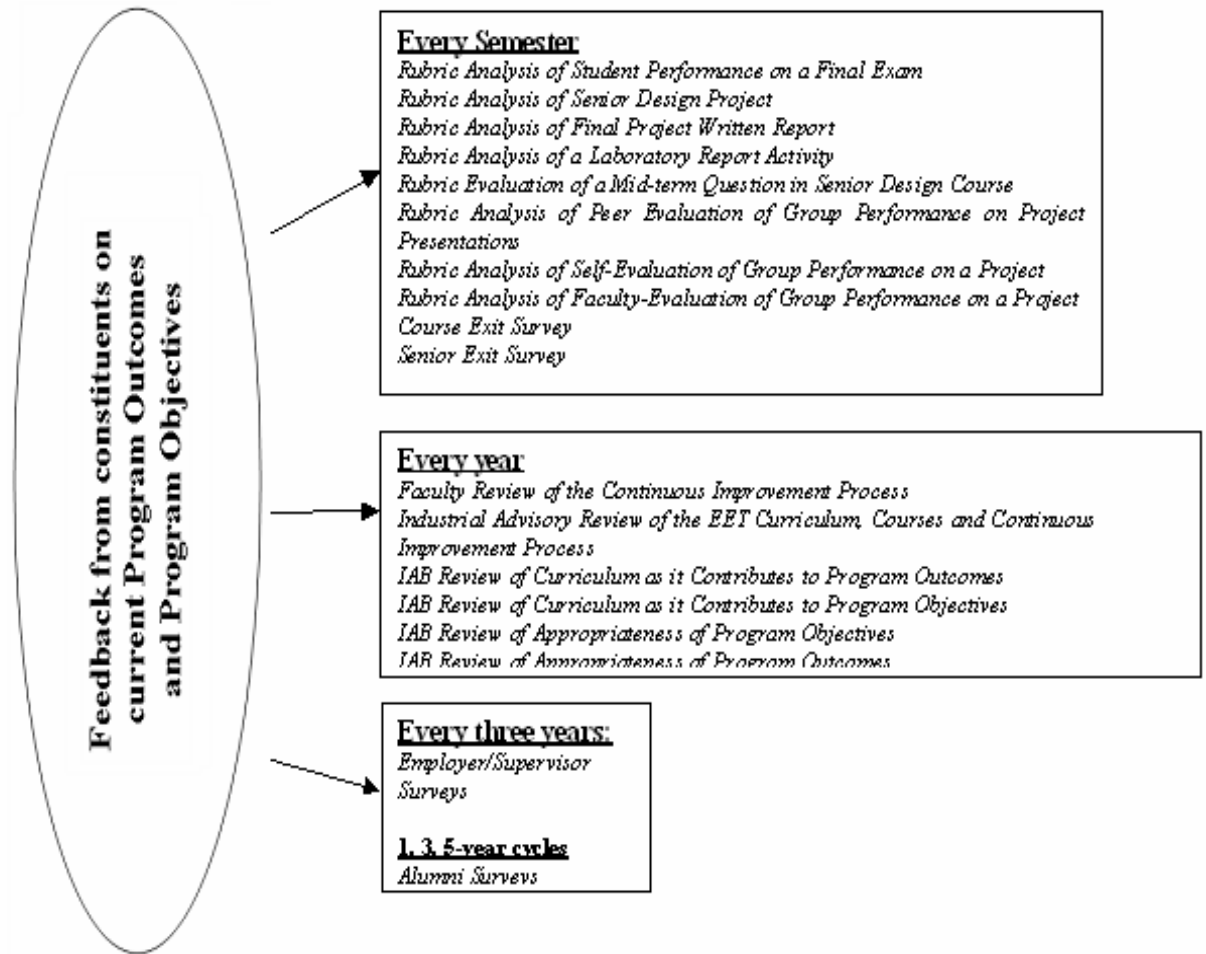 Feedback from constituents on
current Program Outcomes
and Program Objectives
Every Semester
Rubric Analysis of Student Performance on a Final Exam
Rubric Analysis of Senior Design Project
Rubric Analysis of Final Project Written Report
Rubric Analysis of a Laboratory Report Activity
Rubric Evaluation of a Mid-term Question in Senior Design Course
Rubric Analysis of Peer Evaluation of Group Performance on Project
Presentations
Rubric Analysis of Self-Evaluation of Group Performance on a Project
Rubric Analysis of Faculty-Evaluation of Group Performance on a Project
Course Exit Survey
Senior Exit Survey
Every year
Faculty Review of the Continuous Improvement Process
Industrial Advisory Review of the EET Curriculum, Courses and Continuous
Improvement Process
IAB Review of Curriculum as it Contributes to Program Outcomes
IAB Review of Curriculum as it Contributes to Program Objectives
IAB Review of Appropriateness of Program Objectives
IAB Review of Appropriateness of Program Outcomes
Every three years:
Employer/Supervisor
Surveys
1, 3, 5-year cycles
Alumni Surveys